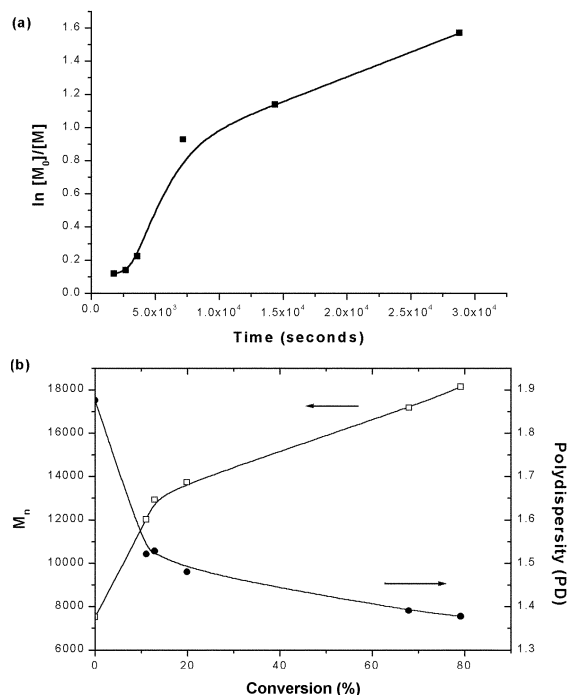 (a)
1.6
1.4
1.2
1.0
0.8
0.6
0.4
0.2
0.0
ln [M₀]/[M]
0.0 5.0x10³ 1.0x10⁴ 1.5x10⁴ 2.0x10⁴ 2.5x10⁴ 3.0x10⁴
Time (seconds)
(b)
18000
16000
14000
12000
10000
8000
6000
Mₙ
1.9
1.8
1.7
1.6
1.5
1.4
1.3
Polydispersity (PD)
0 20 40 60 80
Conversion (%)